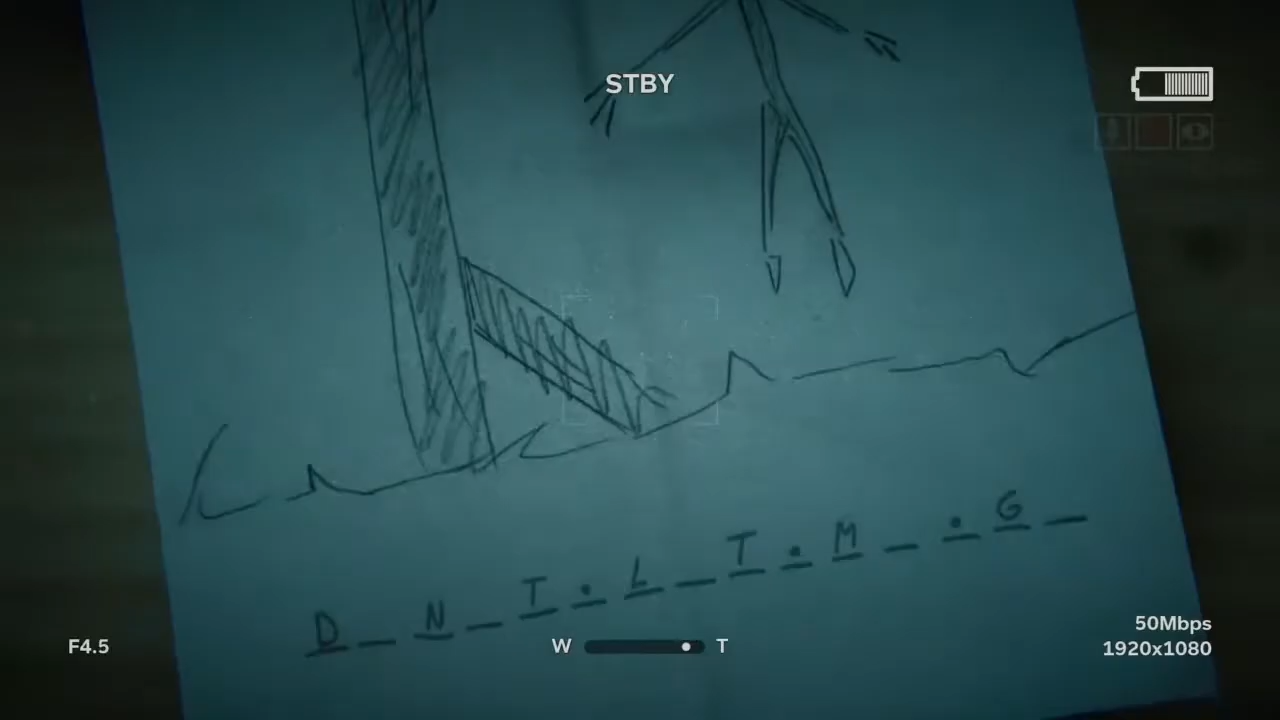 STBY
D _ N _ T • L _ T • M _ • G _
F4.5
W T
50Mbps
1920x1080